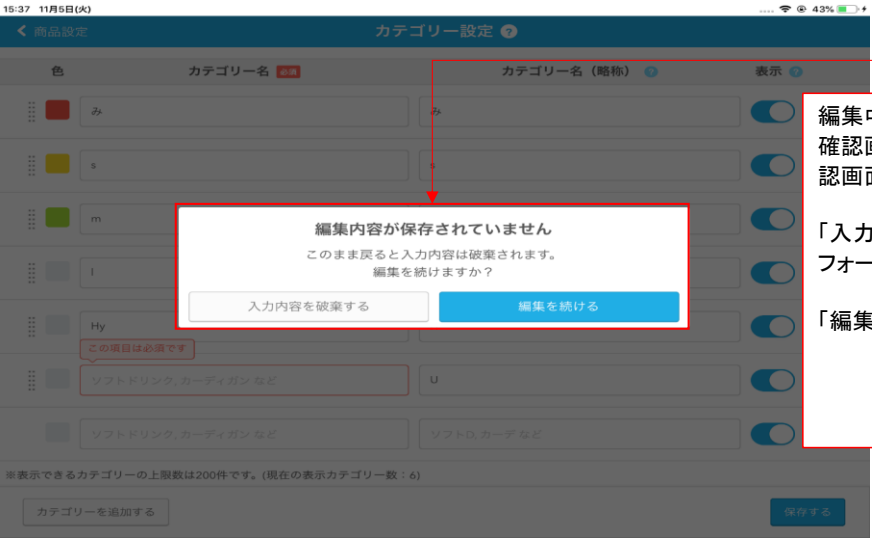 15:37 11月5日(火)
43%
商品設定
カテゴリー設定 ?
色
カテゴリー名 必須
カテゴリー名（略称） ?
表示 ?
み
み
s
s
m
l
Hy
この項目は必須です
ソフトドリンク, カーディガン など
U
ソフトドリンク, カーディガン など
ソフトD, カーデ など
編集内容が保存されていません
このまま戻ると入力内容は破棄されます。
編集を続けますか？
入力内容を破棄する
編集を続ける
※表示できるカテゴリーの上限数は200件です。(現在の表示カテゴリー数：6)
カテゴリーを追加する
保存する
編集中
確認画
認画面
「入力
フォー
「編集